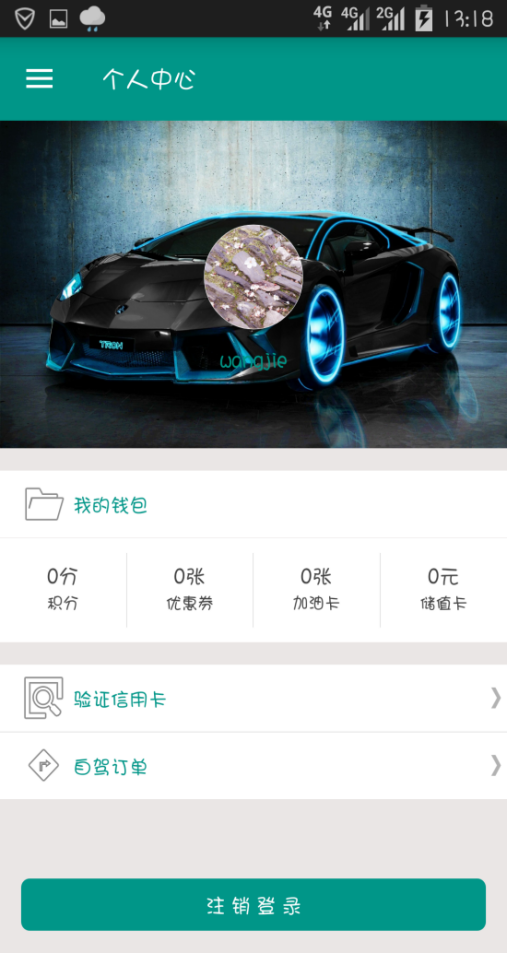 4G 4G 2G 13:18
个人中心
TRON
wangjie
我的钱包
0分 0张 0张 0元
积分 优惠券 加油卡 储值卡
验证信用卡
自驾订单
注销登录